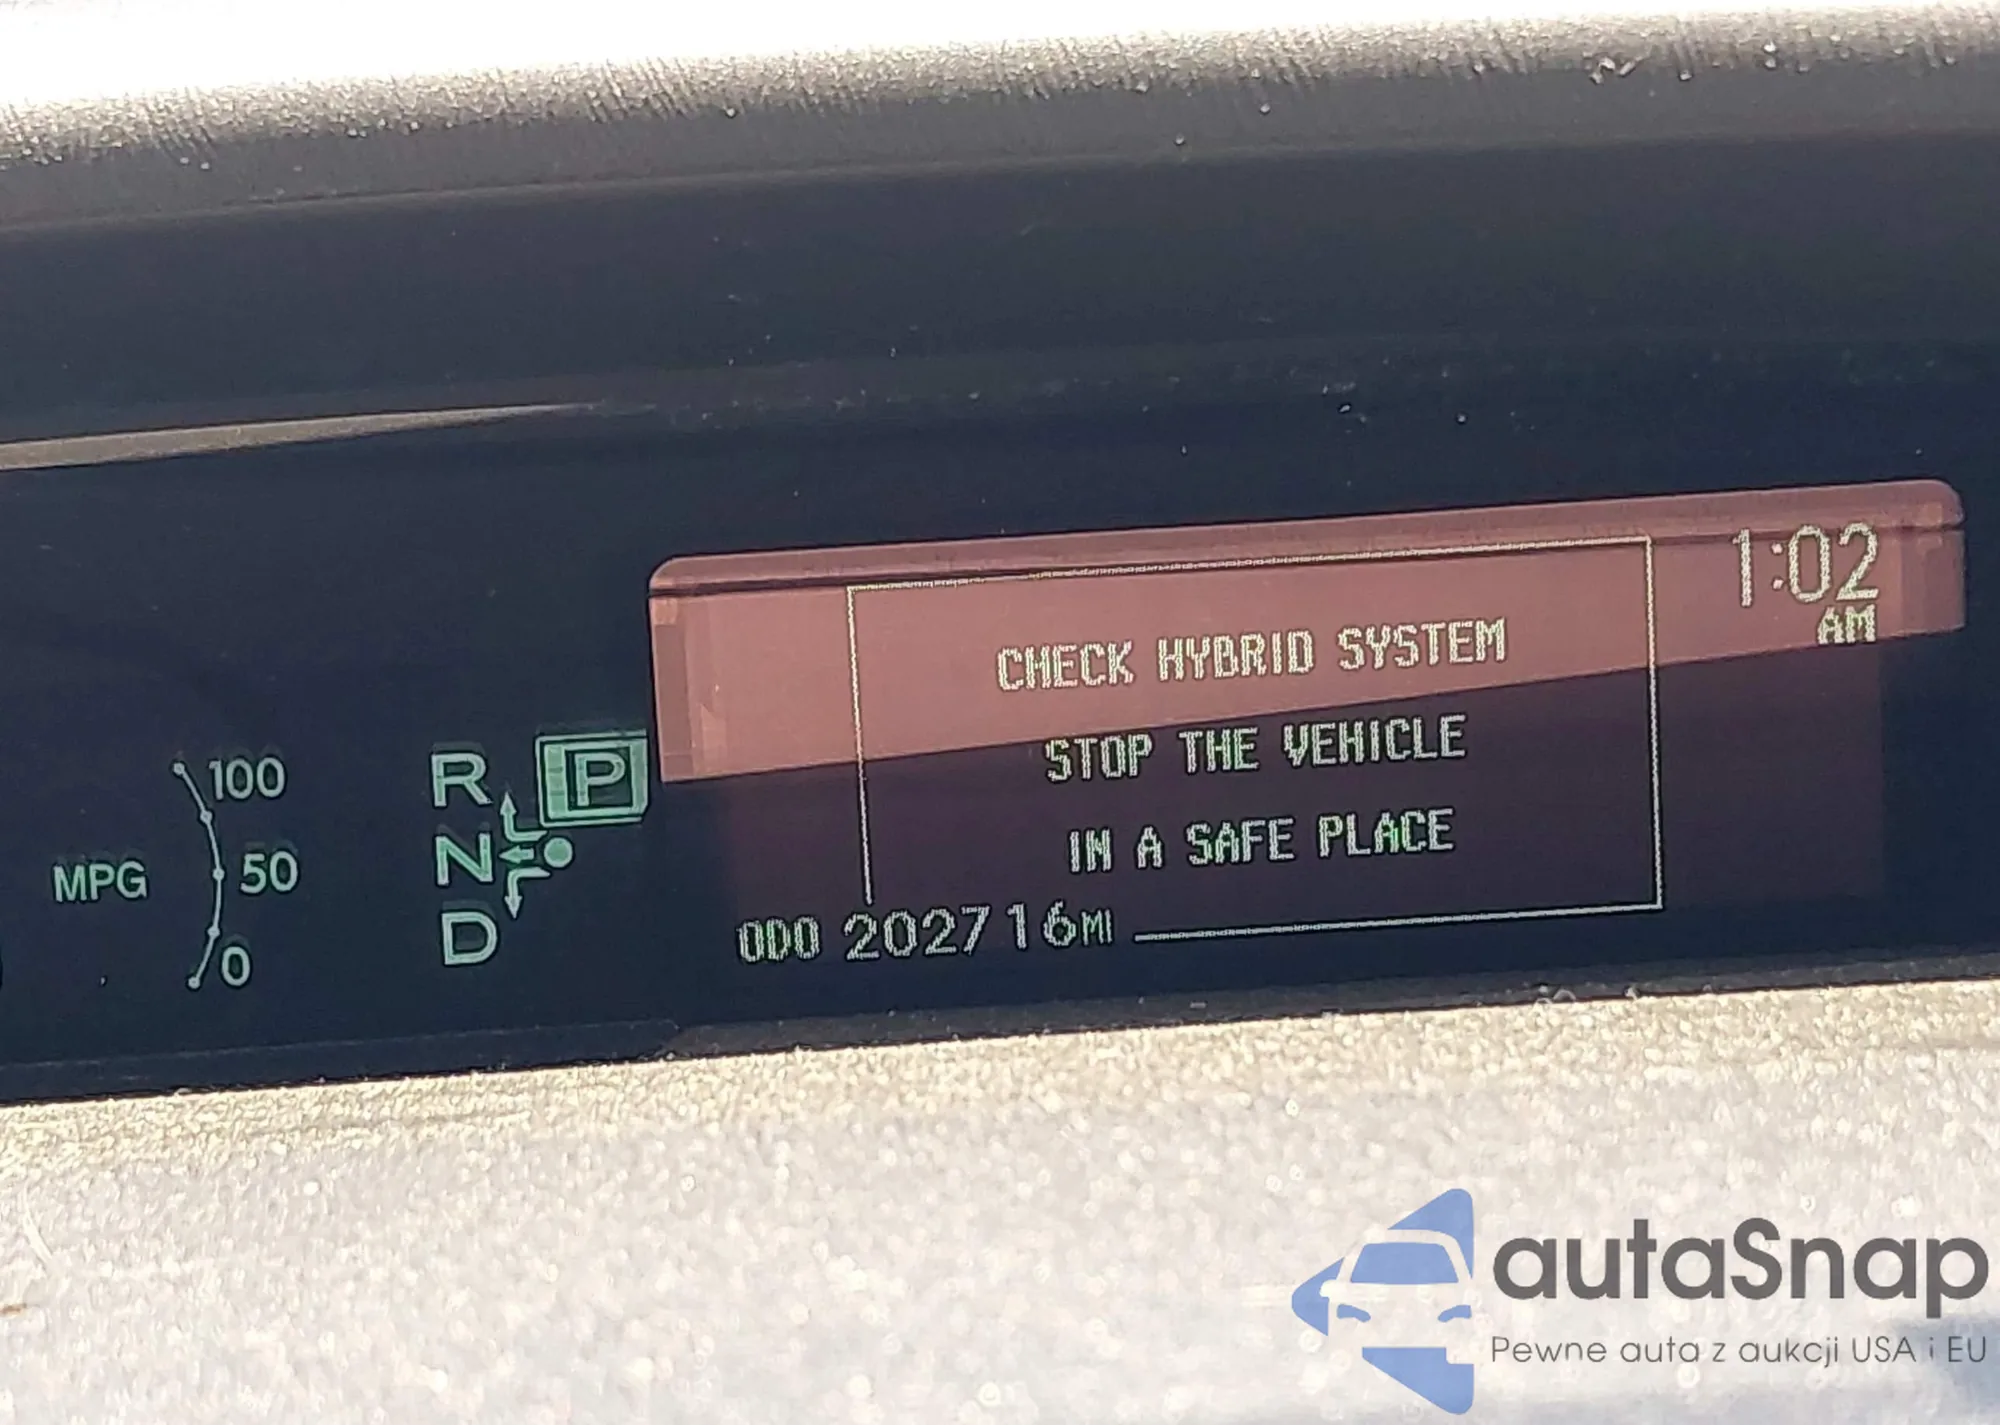 1:02
AM
CHECK HYBRID SYSTEM
STOP THE VEHICLE
IN A SAFE PLACE
ODO 202716MI
MPG
100
50
0
R
P
N
D
autaSnap
Pewne auta z aukcji USA i EU